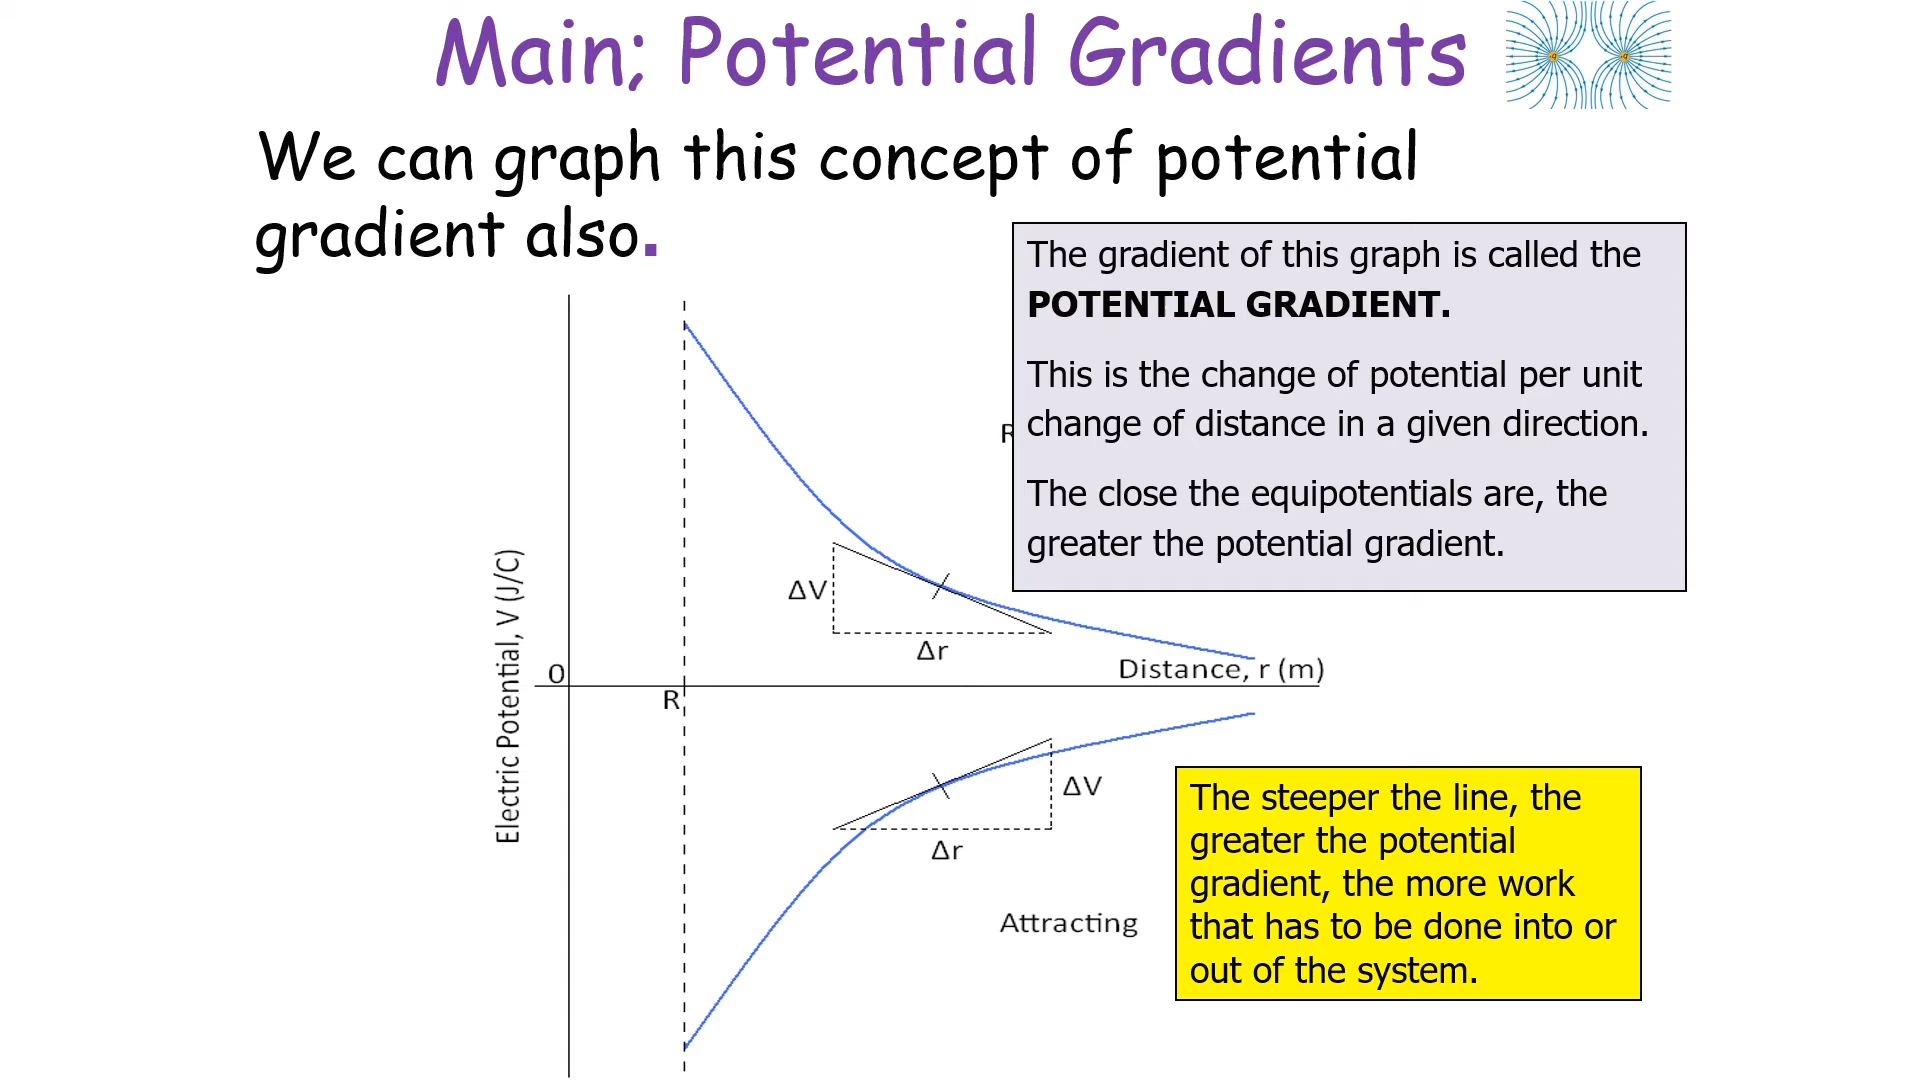 Main; Potential Gradients
We can graph this concept of potential
gradient also.
The gradient of this graph is called the
POTENTIAL GRADIENT.
This is the change of potential per unit
change of distance in a given direction.
The close the equipotentials are, the
greater the potential gradient.
R
Electric Potential, V (J/C)
ΔV
Δr
0
R
Distance, r (m)
ΔV
Δr
Attracting
The steeper the line, the
greater the potential
gradient, the more work
that has to be done into or
out of the system.